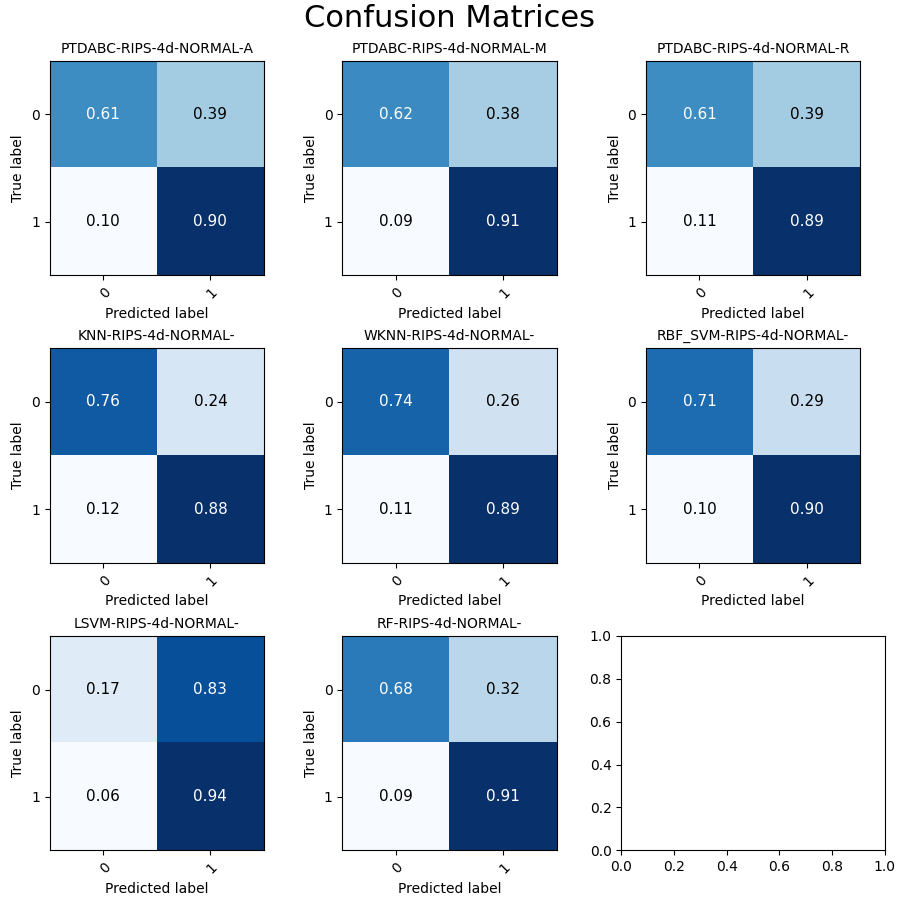 Confusion Matrices
PTDABC-RIPS-4d-NORMAL-A
0.61 0.39
0.10 0.90
0
1
True label
0 1
Predicted label
PTDABC-RIPS-4d-NORMAL-M
0.62 0.38
0.09 0.91
True label
0 1
Predicted label
PTDABC-RIPS-4d-NORMAL-R
0.61 0.39
0.11 0.89
0
1
True label
0 1
Predicted label
KNN-RIPS-4d-NORMAL-
0.76 0.24
0.12 0.88
0
1
True label
0 1
Predicted label
WKNN-RIPS-4d-NORMAL-
0.74 0.26
0.11 0.89
0
1
True label
0 1
Predicted label
RBF_SVM-RIPS-4d-NORMAL-
0.71 0.29
0.10 0.90
0
1
True label
0 1
Predicted label
LSVM-RIPS-4d-NORMAL-
0.17 0.83
0.06 0.94
0
1
True label
0 1
Predicted label
RF-RIPS-4d-NORMAL-
0.68 0.32
0.09 0.91
0
1
True label
0 1
Predicted label
1.0
0.8
0.6
0.4
0.2
0.0
0.0 0.2 0.4 0.6 0.8 1.0